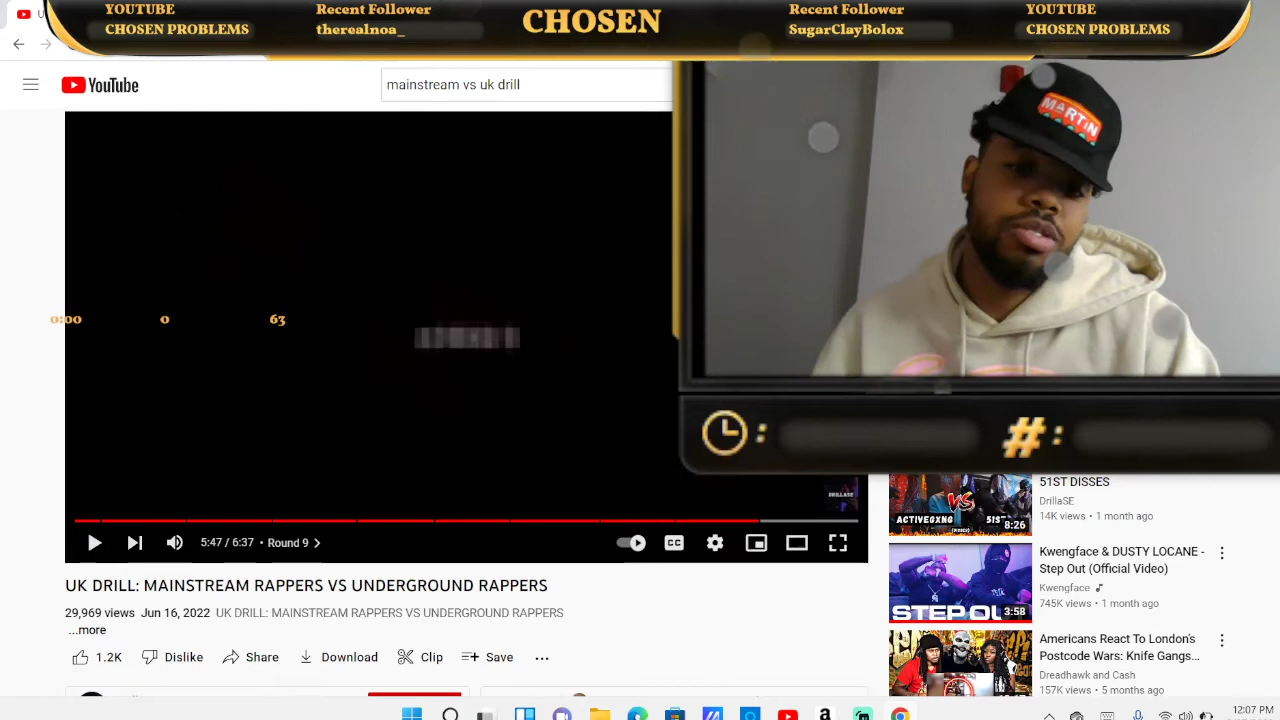 YOUTUBE
CHOSEN PROBLEMS
Recent Follower
therealnoa_
CHOSEN
Recent Follower
SugarClayBolox
YOUTUBE
CHOSEN PROBLEMS
YouTube
mainstream vs uk drill
MARTIN
0:00
0
63
DRILLASE
5:47 / 6:37 • Round 9
CC
# :
UK DRILL: MAINSTREAM RAPPERS VS UNDERGROUND RAPPERS
29,969 views Jun 16, 2022 UK DRILL: MAINSTREAM RAPPERS VS UNDERGROUND RAPPERS
...more
1.2K
Dislike
Share
Download
Clip
Save
ACTIVEGXNG
VS
8:26
51ST DISSES
DrillaSE
14K views • 1 month ago
STEP OU
3:58
Kwengface & DUSTY LOCANE -
Step Out (Official Video)
Kwengface
745K views • 1 month ago
Americans React To London's
Postcode Wars: Knife Gangs...
Dreadhawk and Cash
157K views • 5 months ago
12:07 PM